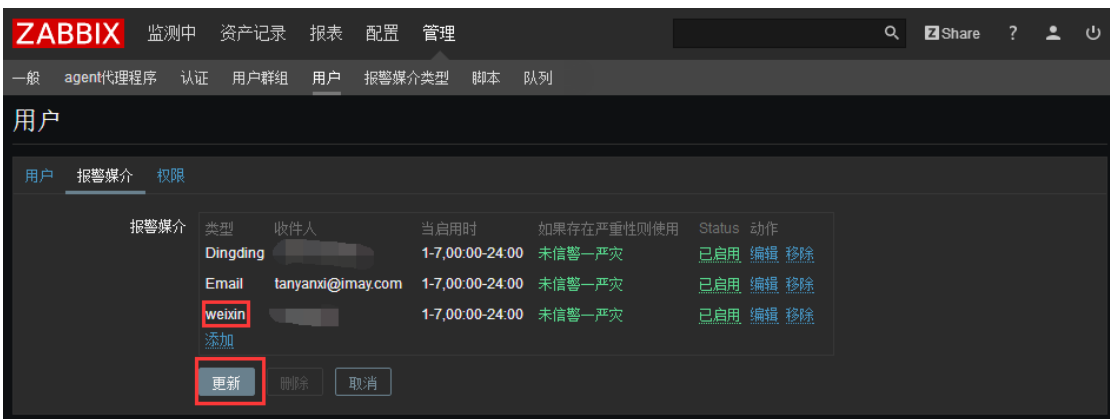 ZABBIX 监测中 资产记录 报表 配置 管理 Z Share ?
一般 agent代理程序 认证 用户群组 用户 报警媒介类型 脚本 队列
用户
用户 报警媒介 权限
报警媒介 类型 收件人 当启用时 如果存在严重性则使用 Status 动作
Dingding 1-7,00:00-24:00 未信警一严灾 已启用 编辑 移除
Email tanyanxi@imay.com 1-7,00:00-24:00 未信警一严灾 已启用 编辑 移除
weixin 1-7,00:00-24:00 未信警一严灾 已启用 编辑 移除
添加
更新 删除 取消